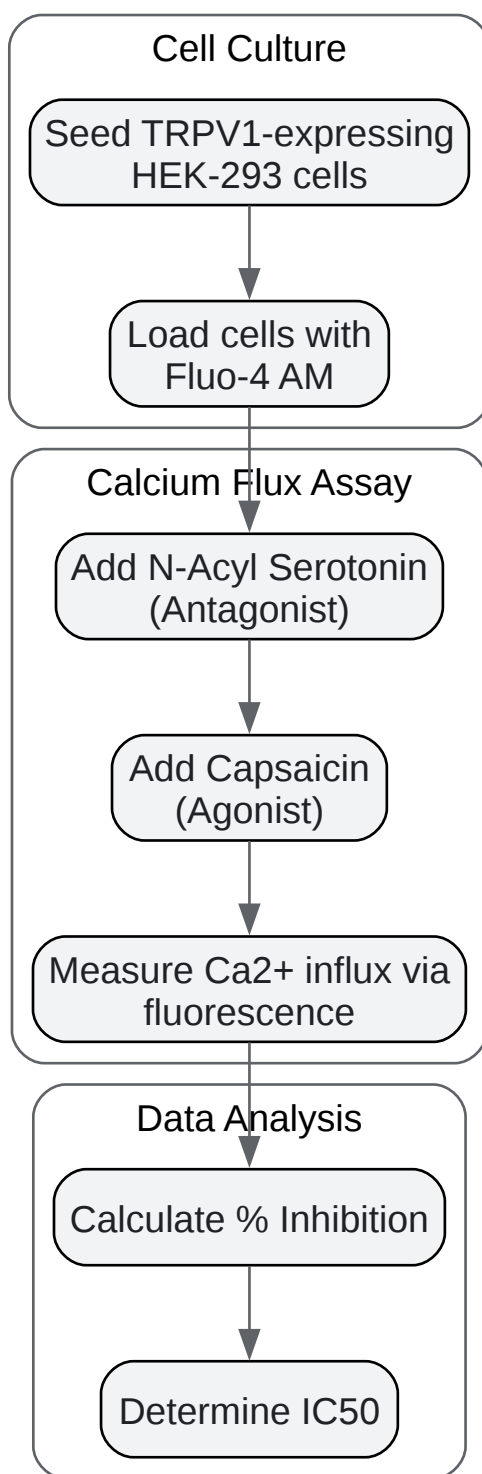 Cell Culture
Seed TRPV1-expressing
HEK-293 cells
Load cells with
Fluo-4 AM
Calcium Flux Assay
Add N-Acyl Serotonin
(Antagonist)
Add Capsaicin
(Agonist)
Measure Ca2+ influx via
fluorescence
Data Analysis
Calculate % Inhibition
Determine IC50